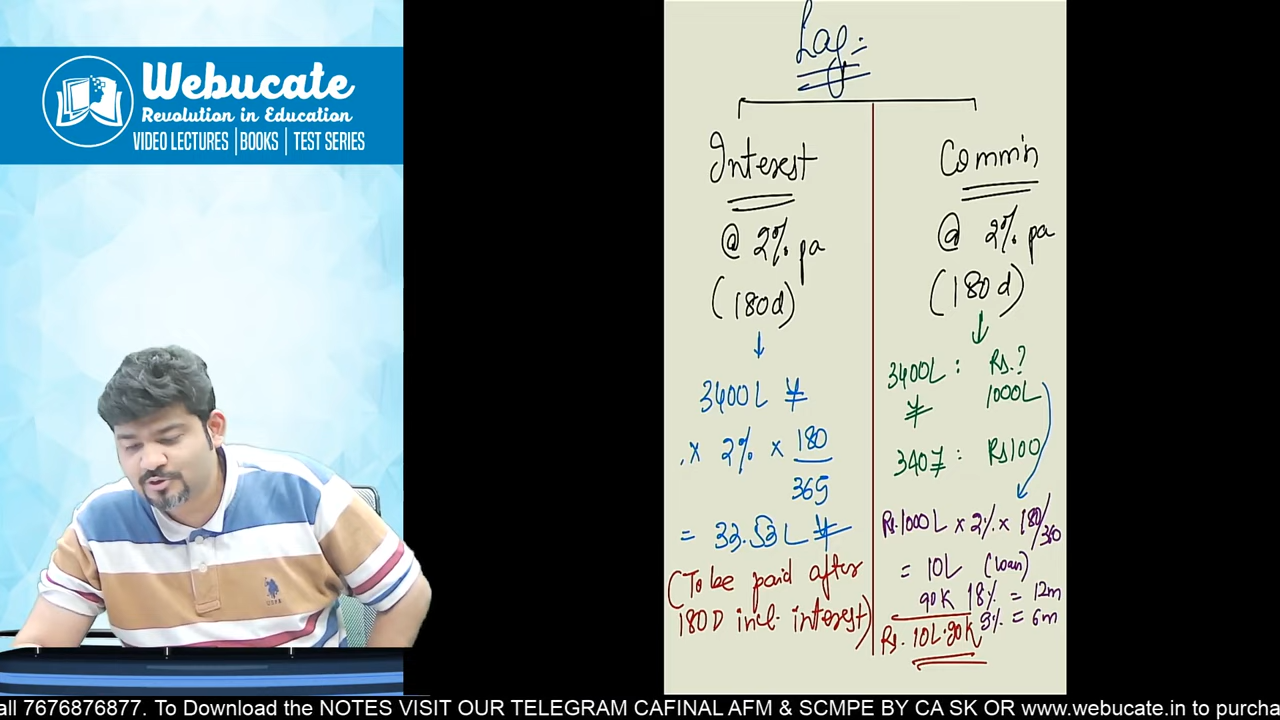 Webucate
Revolution in Education
VIDEO LECTURES | BOOKS | TEST SERIES
Lag:
Interest
@ 2% pa
(180d)
3400L ¥
x 2% x 180
365
= 33.53L ¥
(To be paid after
180D incl. interest)
Comm'n
@ 2% pa
(180d)
3400L : Rs.?
¥ 1000L
340¥ : Rs100
Rs.1000L x 2% x 180/360
= 10L (loan)
90K 18% = 12m
9% = 6m
Rs. 10L.90K
all 7676876877. To Download the NOTES VISIT OUR TELEGRAM CAFINAL AFM & SCMPE BY CA SK OR www.webucate.in to purcha